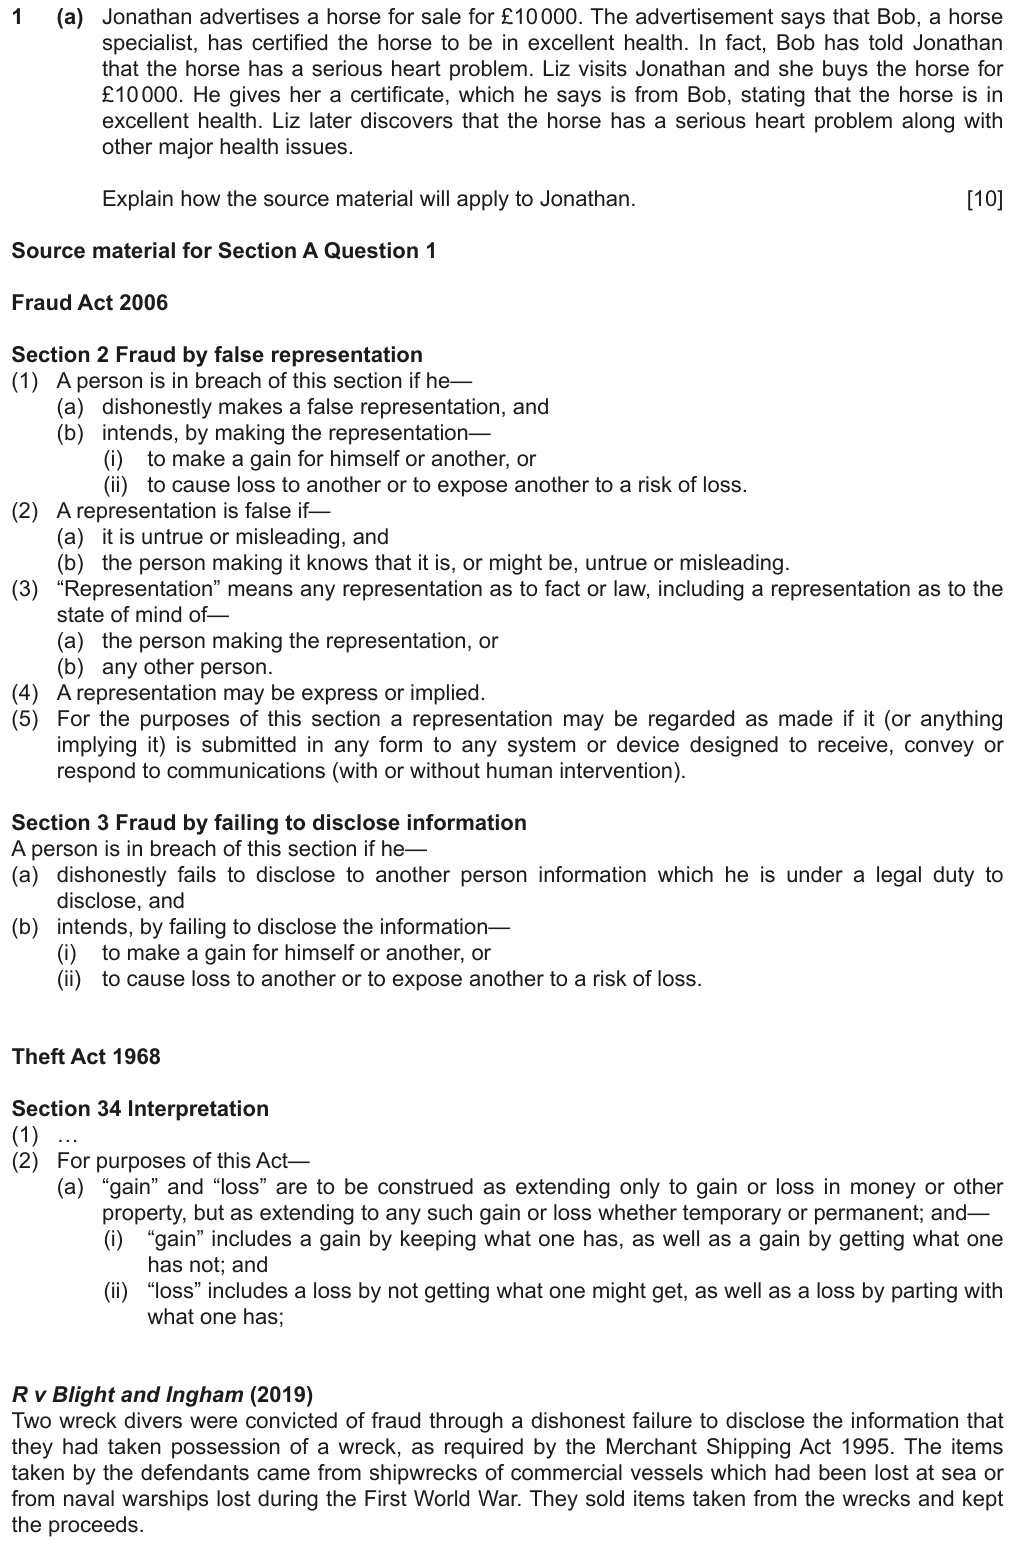 1 (a) Jonathan advertises a horse for sale for £10 000. The advertisement says that Bob, a horse
specialist, has certified the horse to be in excellent health. In fact, Bob has told Jonathan
that the horse has a serious heart problem. Liz visits Jonathan and she buys the horse for
£10 000. He gives her a certificate, which he says is from Bob, stating that the horse is in
excellent health. Liz later discovers that the horse has a serious heart problem along with
other major health issues.
Explain how the source material will apply to Jonathan. [10]
Source material for Section A Question 1
Fraud Act 2006
Section 2 Fraud by false representation
(1) A person is in breach of this section if he—
(a) dishonestly makes a false representation, and
(b) intends, by making the representation—
(i) to make a gain for himself or another, or
(ii) to cause loss to another or to expose another to a risk of loss.
(2) A representation is false if—
(a) it is untrue or misleading, and
(b) the person making it knows that it is, or might be, untrue or misleading.
(3) “Representation” means any representation as to fact or law, including a representation as to the
state of mind of—
(a) the person making the representation, or
(b) any other person.
(4) A representation may be express or implied.
(5) For the purposes of this section a representation may be regarded as made if it (or anything
implying it) is submitted in any form to any system or device designed to receive, convey or
respond to communications (with or without human intervention).
Section 3 Fraud by failing to disclose information
A person is in breach of this section if he—
(a) dishonestly fails to disclose to another person information which he is under a legal duty to
disclose, and
(b) intends, by failing to disclose the information—
(i) to make a gain for himself or another, or
(ii) to cause loss to another or to expose another to a risk of loss.
Theft Act 1968
Section 34 Interpretation
(1) …
(2) For purposes of this Act—
(a) “gain” and “loss” are to be construed as extending only to gain or loss in money or other
property, but as extending to any such gain or loss whether temporary or permanent; and—
(i) “gain” includes a gain by keeping what one has, as well as a gain by getting what one
has not; and
(ii) “loss” includes a loss by not getting what one might get, as well as a loss by parting with
what one has;
R v Blight and Ingham (2019)
Two wreck divers were convicted of fraud through a dishonest failure to disclose the information that
they had taken possession of a wreck, as required by the Merchant Shipping Act 1995. The items
taken by the defendants came from shipwrecks of commercial vessels which had been lost at sea or
from naval warships lost during the First World War. They sold items taken from the wrecks and kept
the proceeds.